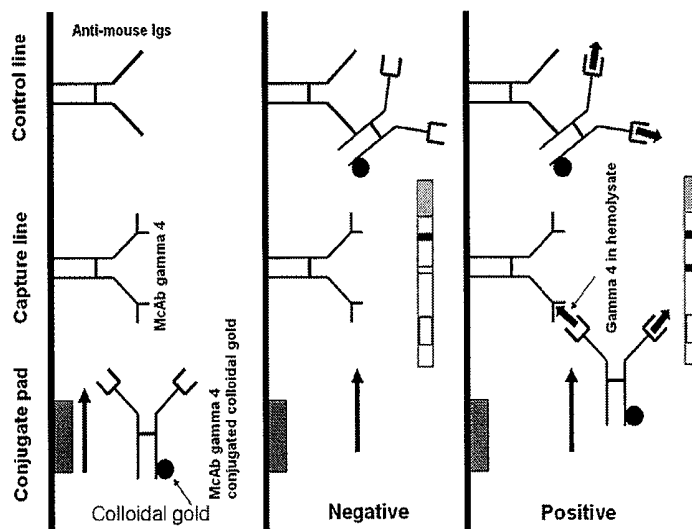 Control line
Anti-mouse Igs
Capture line
McAb gamma 4
Gamma 4 in hemolysate
Conjugate pad
McAb gamma 4
conjugated colloidal gold
Colloidal gold
Negative
Positive